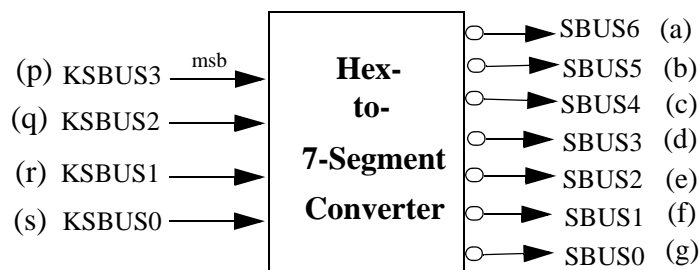 (p) KSBUS3 msb
(q) KSBUS2
(r) KSBUS1
(s) KSBUS0
Hex-
to-
7-Segment
Converter
SBUS6 (a)
SBUS5 (b)
SBUS4 (c)
SBUS3 (d)
SBUS2 (e)
SBUS1 (f)
SBUS0 (g)